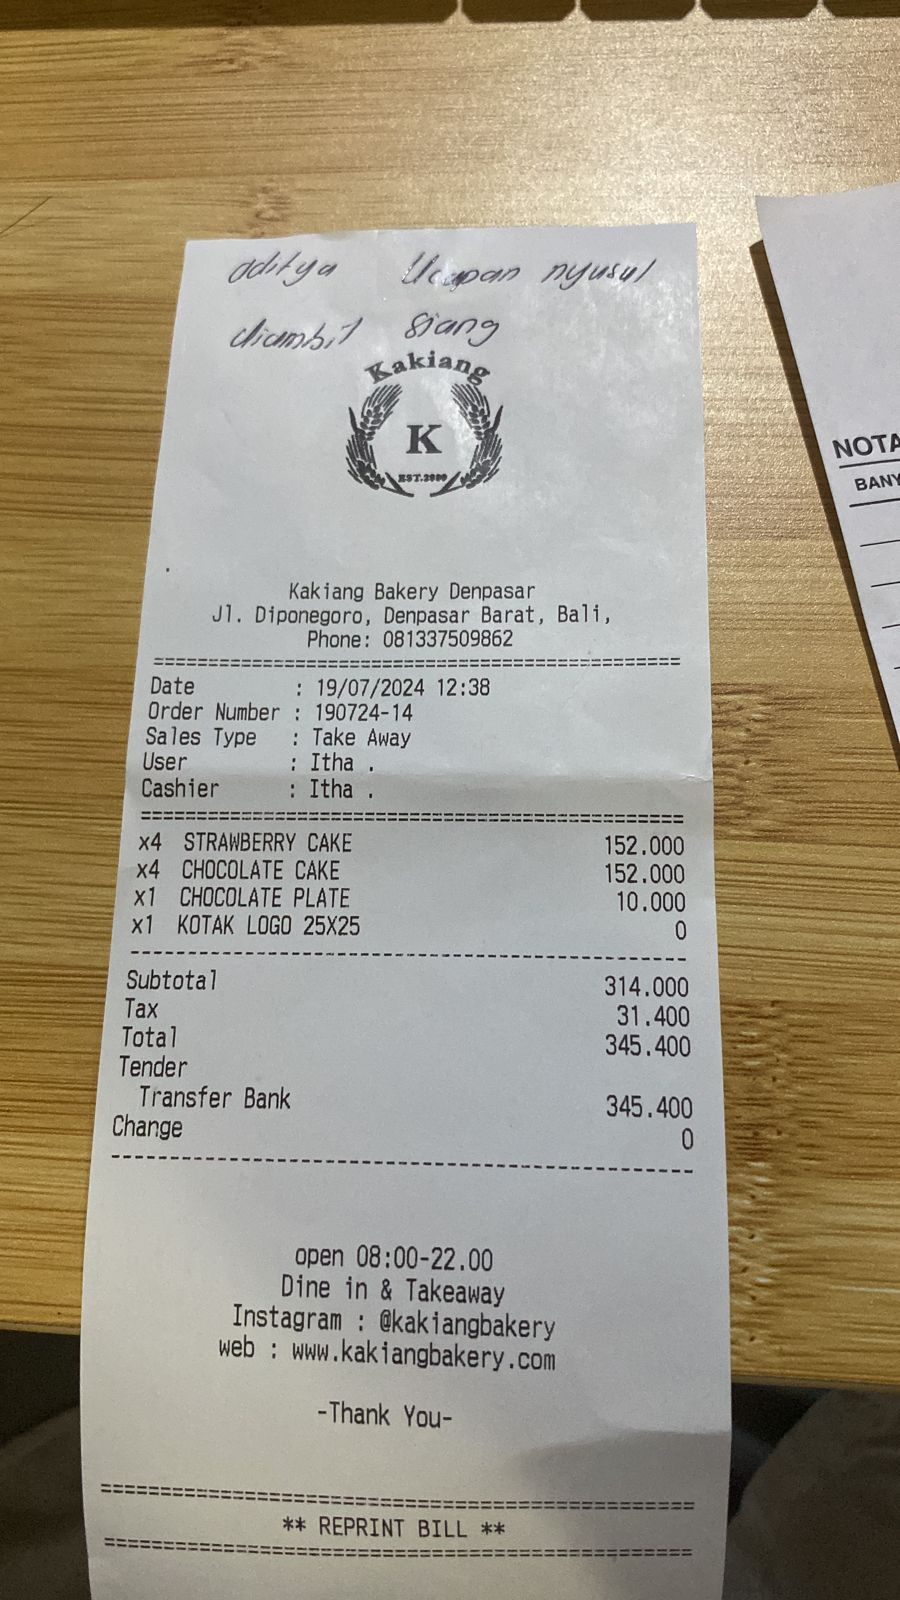 aditya Ucapan nyusul
diambil siang
Kakiang
K
EST.2000
Kakiang Bakery Denpasar
Jl. Diponegoro, Denpasar Barat, Bali,
Phone: 081337509862
Date : 19/07/2024 12:38
Order Number : 190724-14
Sales Type : Take Away
User : Itha .
Cashier : Itha .
x4 STRAWBERRY CAKE 152.000
x4 CHOCOLATE CAKE 152.000
x1 CHOCOLATE PLATE 10.000
x1 KOTAK LOGO 25X25 0
Subtotal 314.000
Tax 31.400
Total 345.400
Tender
Transfer Bank 345.400
Change 0
open 08:00-22.00
Dine in & Takeaway
Instagram : @kakiangbakery
web : www.kakiangbakery.com
-Thank You-
** REPRINT BILL **
NOTA
BANY